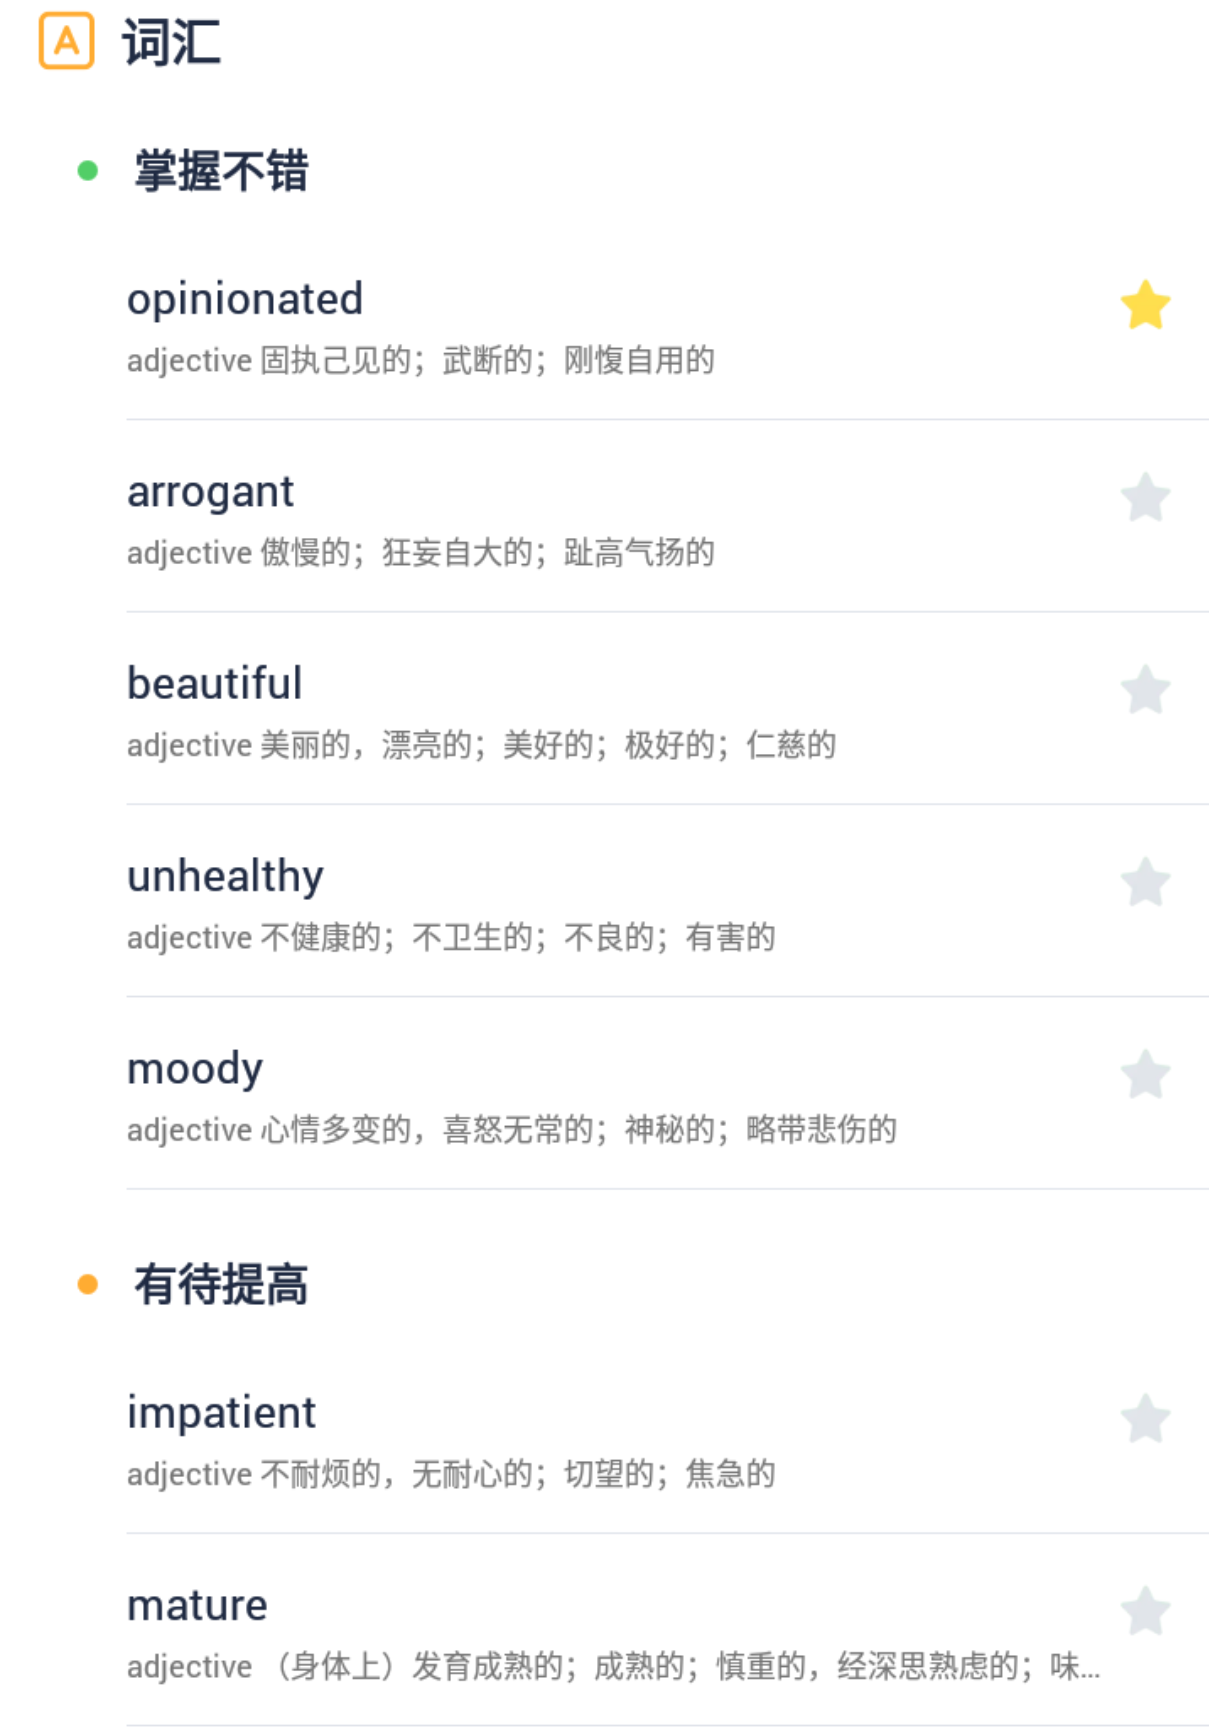 A 词汇
掌握不错
opinionated
adjective 固执己见的；武断的；刚愎自用的
arrogant
adjective 傲慢的；狂妄自大的；趾高气扬的
beautiful
adjective 美丽的，漂亮的；美好的；极好的；仁慈的
unhealthy
adjective 不健康的；不卫生的；不良的；有害的
moody
adjective 心情多变的，喜怒无常的；神秘的；略带悲伤的
有待提高
impatient
adjective 不耐烦的，无耐心的；切望的；焦急的
mature
adjective （身体上）发育成熟的；成熟的；慎重的，经深思熟虑的；味...